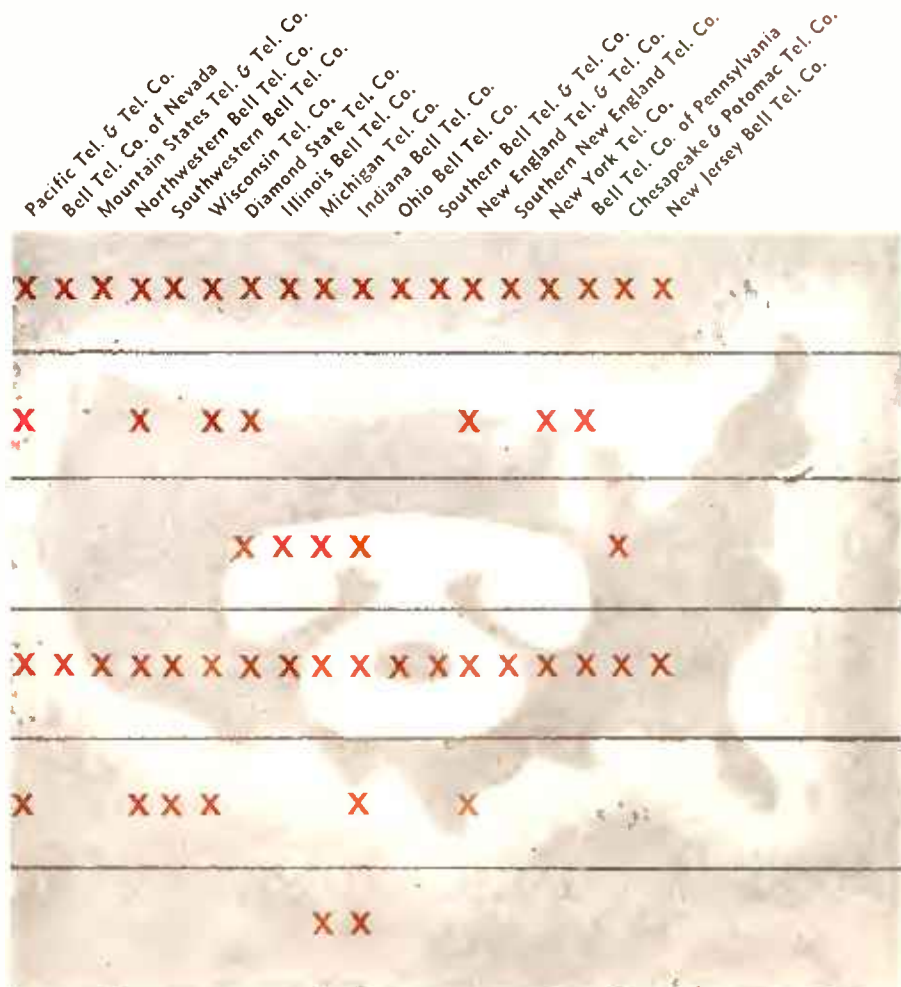 Pacific Tel. & Tel. Co.
Bell Tel. Co. of Nevada
Mountain States Tel. & Tel. Co.
Northwestern Bell Tel. Co.
Southwestern Bell Tel. Co.
Wisconsin Tel. Co.
Diamond State Tel. Co.
Illinois Bell Tel. Co.
Michigan Tel. Co.
Indiana Bell Tel. Co.
Ohio Bell Tel. Co.
Southern Bell Tel. & Tel. Co.
New England Tel. & Tel. Co.
Southern New England Tel. Co.
New York Tel. Co.
Bell Tel. Co. of Pennsylvania
Chesapeake & Potomac Tel. Co.
New Jersey Bell Tel. Co.
X X X X X X X X X X X X X X X X X X
X X X X X X X
X X X X X
X X X X X X X X X X X X X X X X X X
X X X X X X
X X